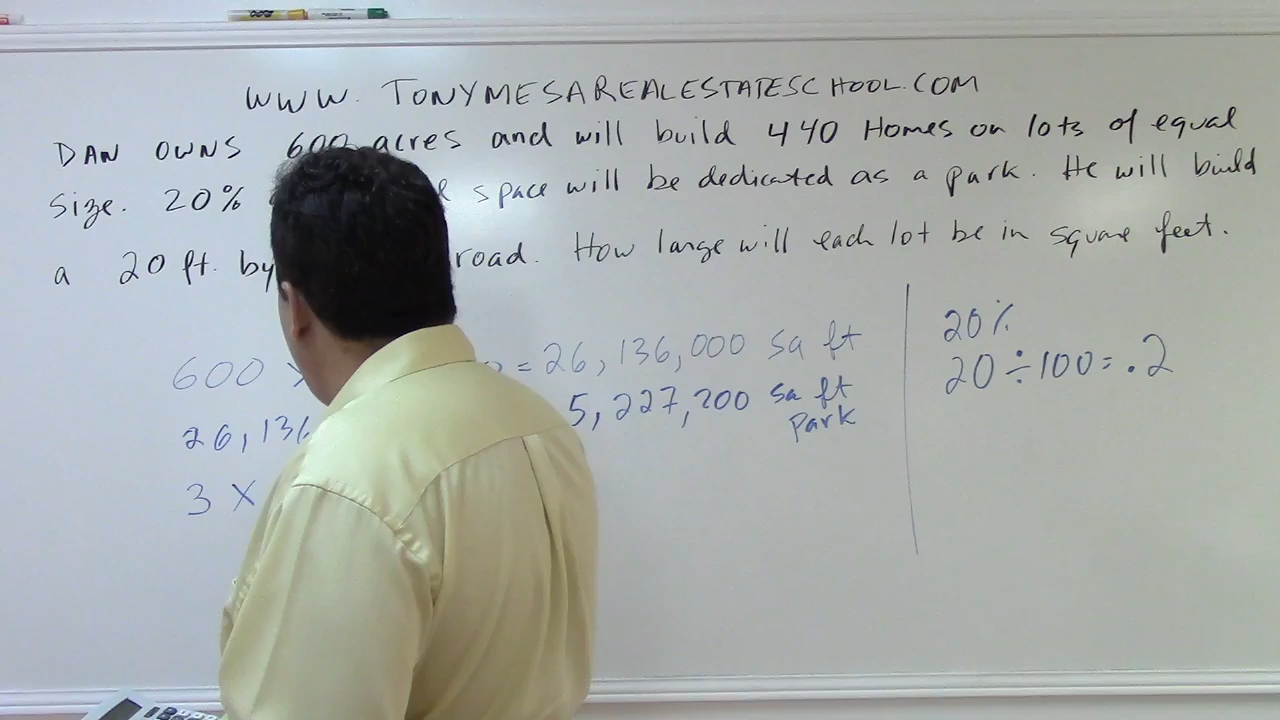 WWW. TONYMESAREALESTATESCHOOL.COM
DAN OWNS 600 acres and will build 440 Homes on lots of equal
size. 20% space will be dedicated as a park. He will build
a 20 ft. by road. How large will each lot be in square feet.
600 = 26,136,000 sq ft
26,136 5,227,200 sq ft
park
3 X
20%
20 ÷ 100 = .2